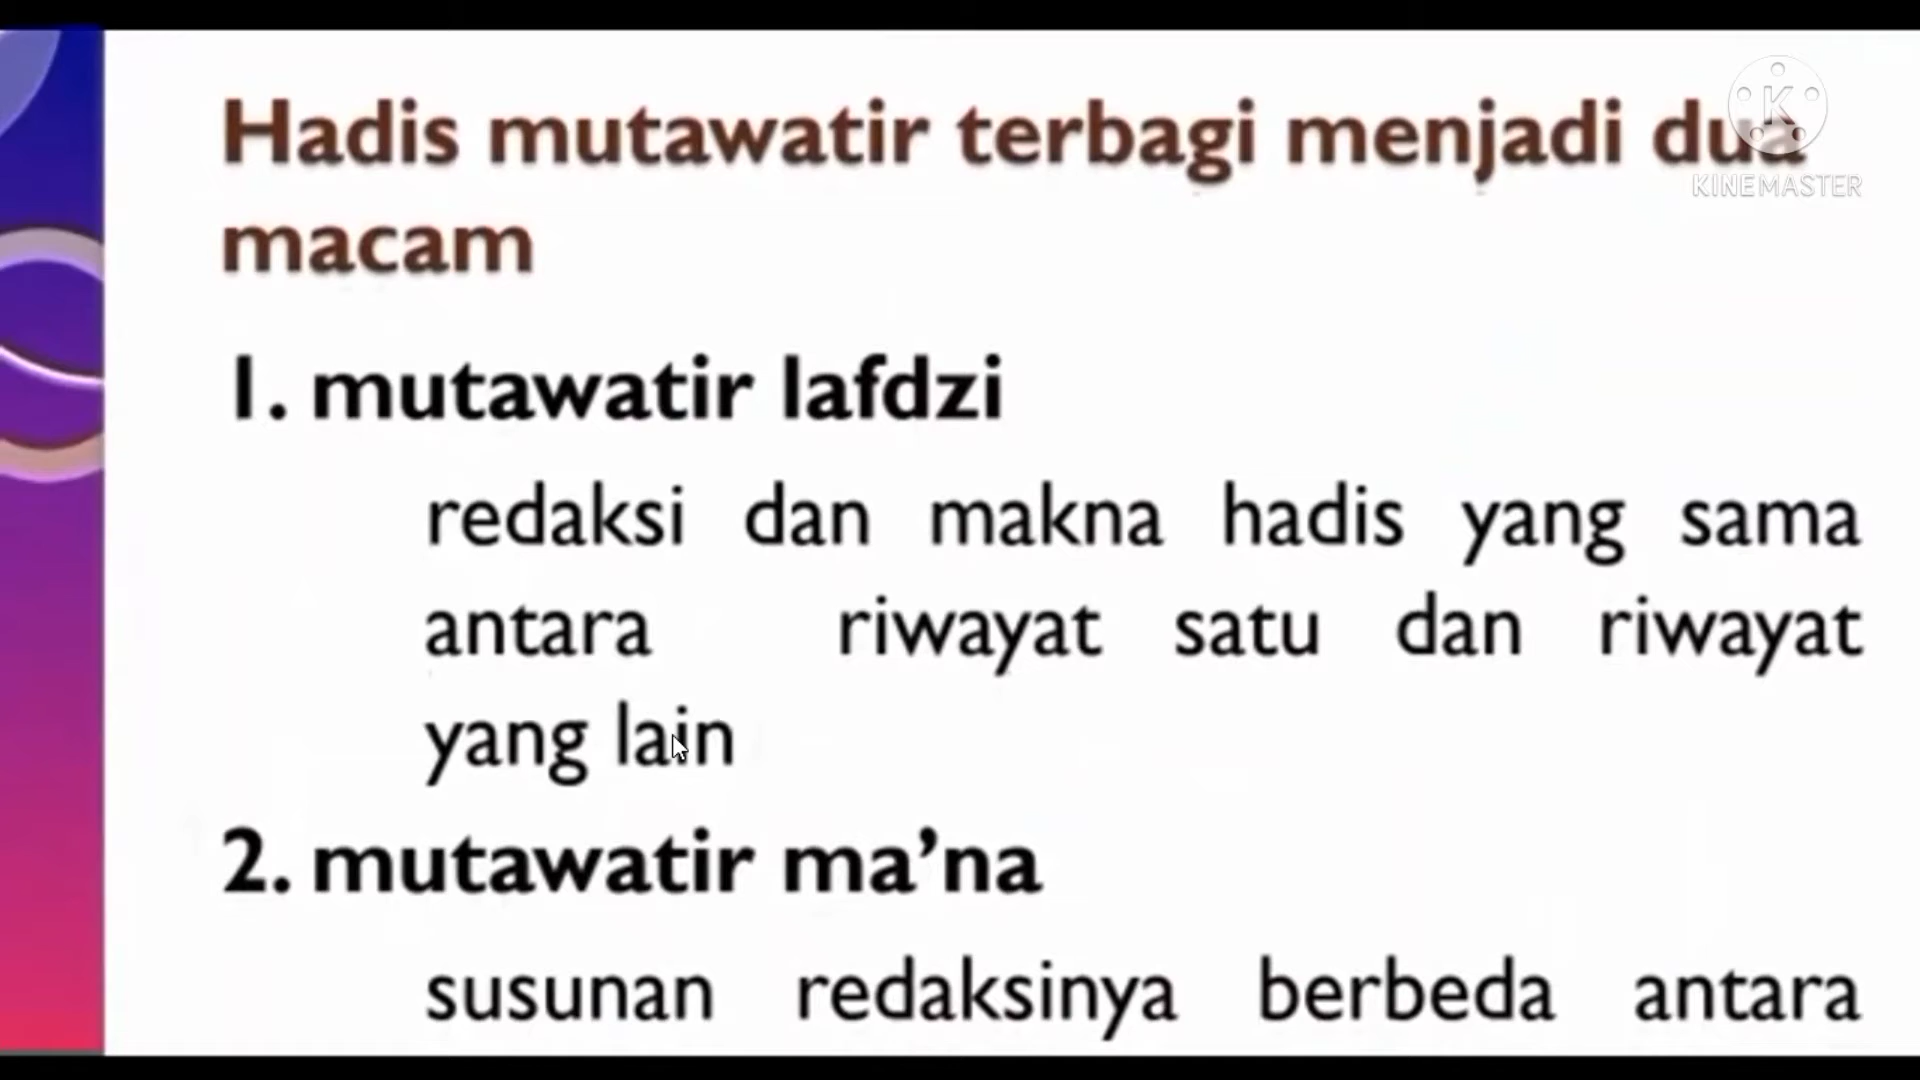 Hadis mutawatir terbagi menjadi dua
macam
K
KINEMASTER
1. mutawatir lafdzi
redaksi dan makna hadis yang sama
antara riwayat satu dan riwayat
yang lain
2. mutawatir ma’na
susunan redaksinya berbeda antara